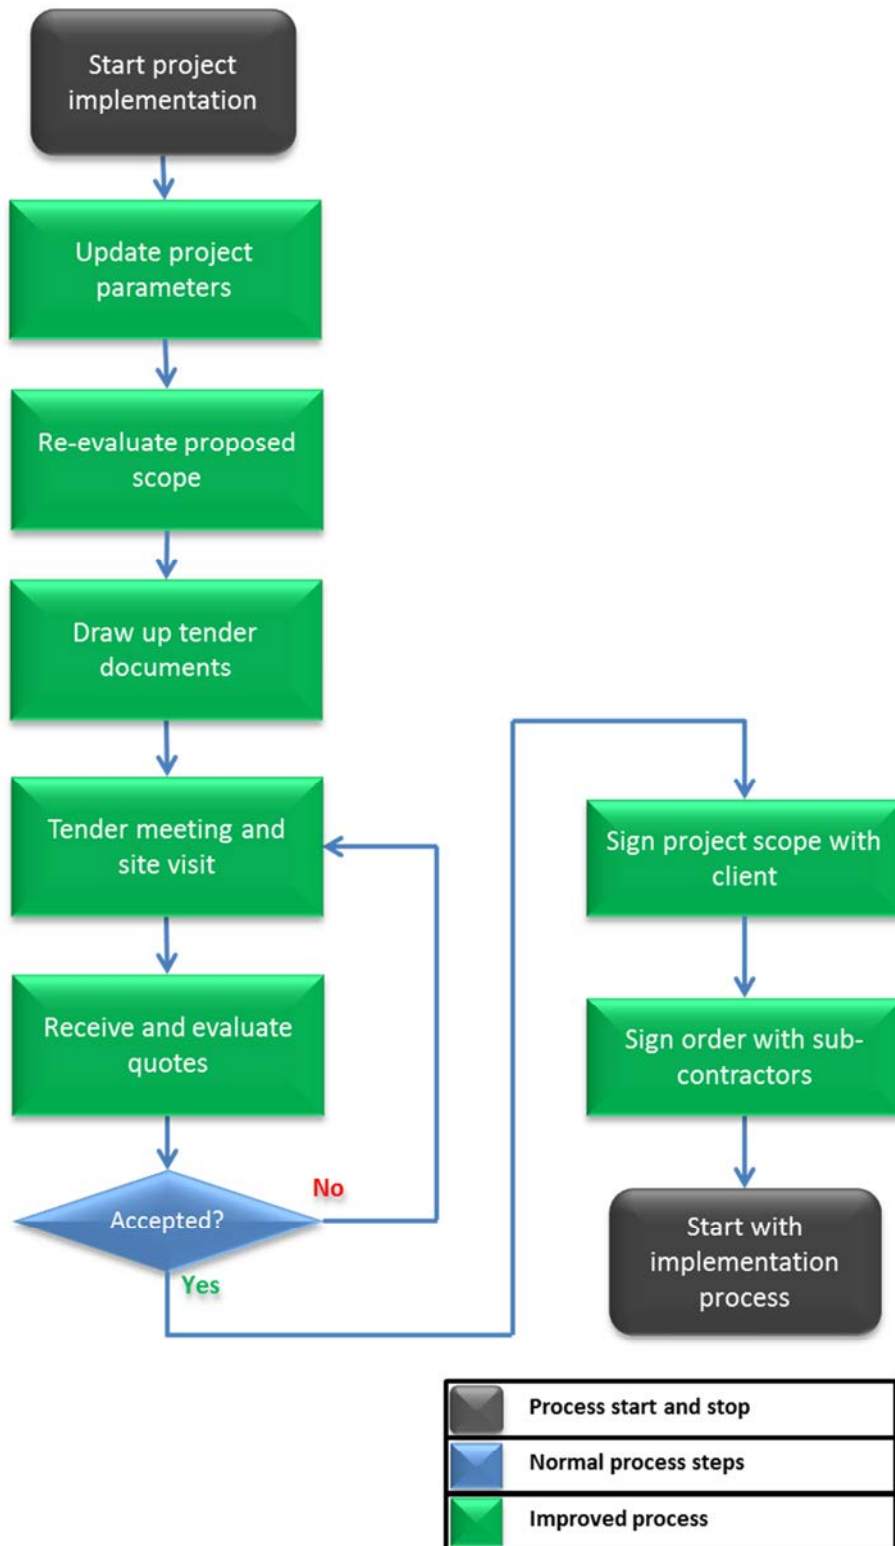 Start project
implementation
Update project
parameters
Re-evaluate proposed
scope
Draw up tender
documents
Tender meeting and
site visit
Receive and evaluate
quotes
Accepted?
No
Yes
Sign project scope with
client
Sign order with sub-
contractors
Start with
implementation
process
Process start and stop
Normal process steps
Improved process